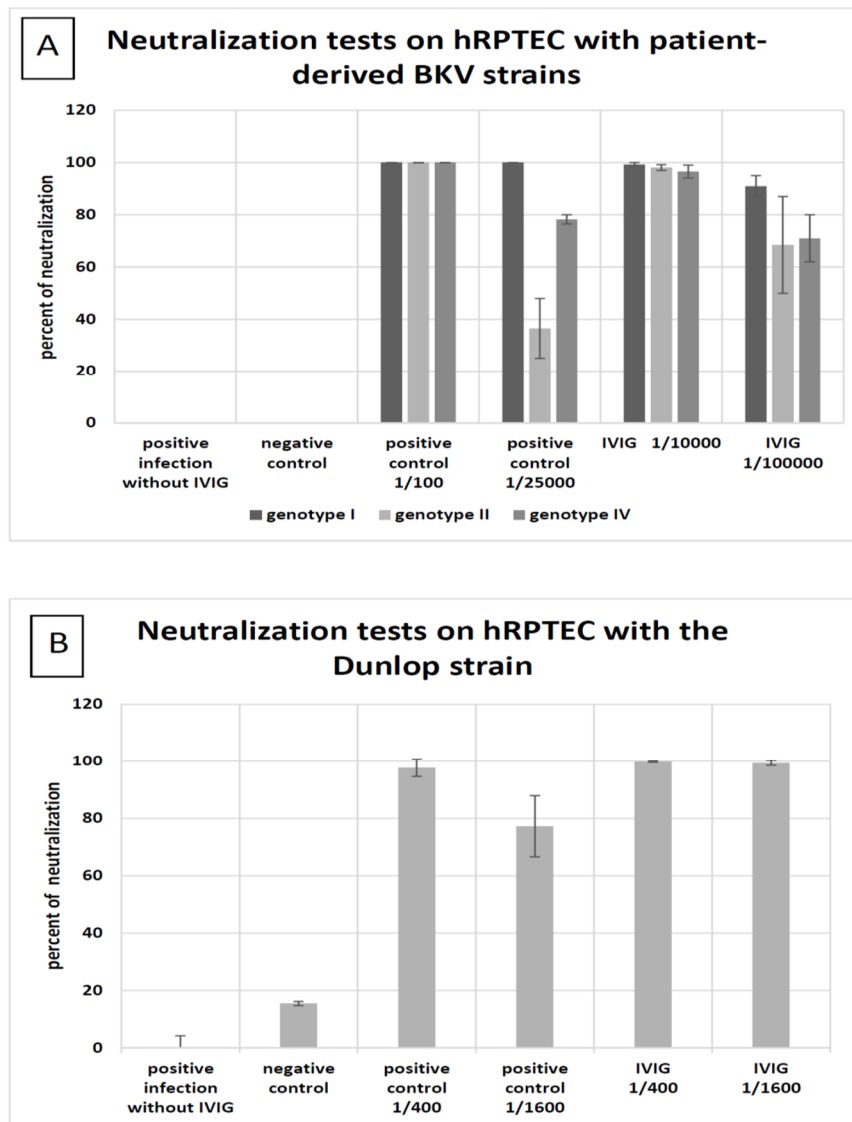 A
Neutralization tests on hRPTEC with patient-
derived BKV strains
percent of neutralization
120
100
80
60
40
20
0
positive
infection
without IVIG
negative
control
positive
control
1/100
positive
control
1/25000
IVIG 1/10000
IVIG
1/100000
genotype I
genotype II
genotype IV
B
Neutralization tests on hRPTEC with the
Dunlop strain
percent of neutralization
120
100
80
60
40
20
0
positive
infection
without IVIG
negative
control
positive
control
1/400
positive
control
1/1600
IVIG
1/400
IVIG
1/1600